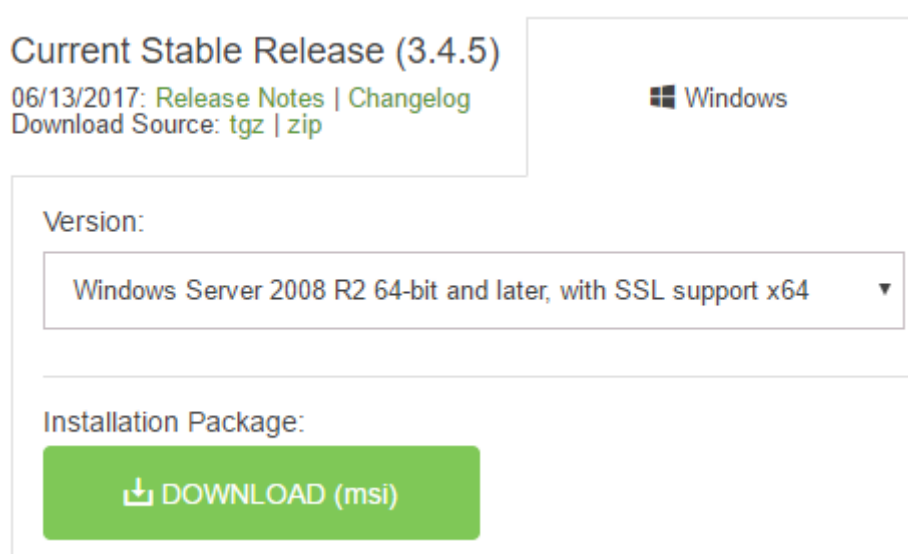 Current Stable Release (3.4.5)
06/13/2017: Release Notes | Changelog
Download Source: tgz | zip
Windows
Version:
Windows Server 2008 R2 64-bit and later, with SSL support x64
Installation Package:
DOWNLOAD (msi)